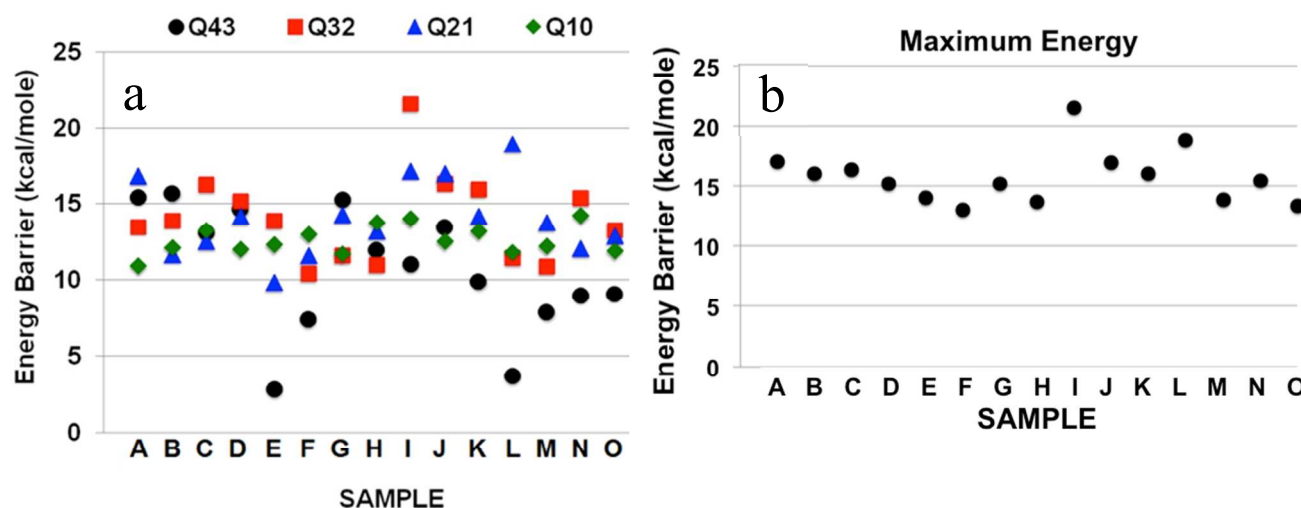 Q43 Q32 Q21 Q10
a
25
20
15
10
5
0
Energy Barrier (kcal/mole)
A B C D E F G H I J K L M N O
SAMPLE
Maximum Energy
b
25
20
15
10
5
0
Energy Barrier (kcal/mole)
A B C D E F G H I J K L M N O
SAMPLE